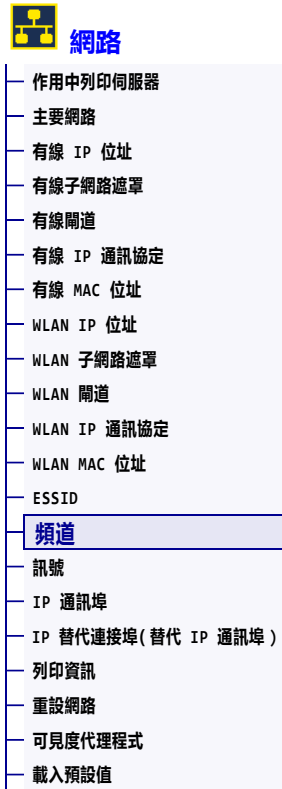 網路
作用中列印伺服器
主要網路
有線 IP 位址
有線子網路遮罩
有線閘道
有線 IP 通訊協定
有線 MAC 位址
WLAN IP 位址
WLAN 子網路遮罩
WLAN 閘道
WLAN IP 通訊協定
WLAN MAC 位址
ESSID
頻道
訊號
IP 通訊埠
IP 替代連接埠(替代 IP 通訊埠)
列印資訊
重設網路
可見度代理程式
載入預設值